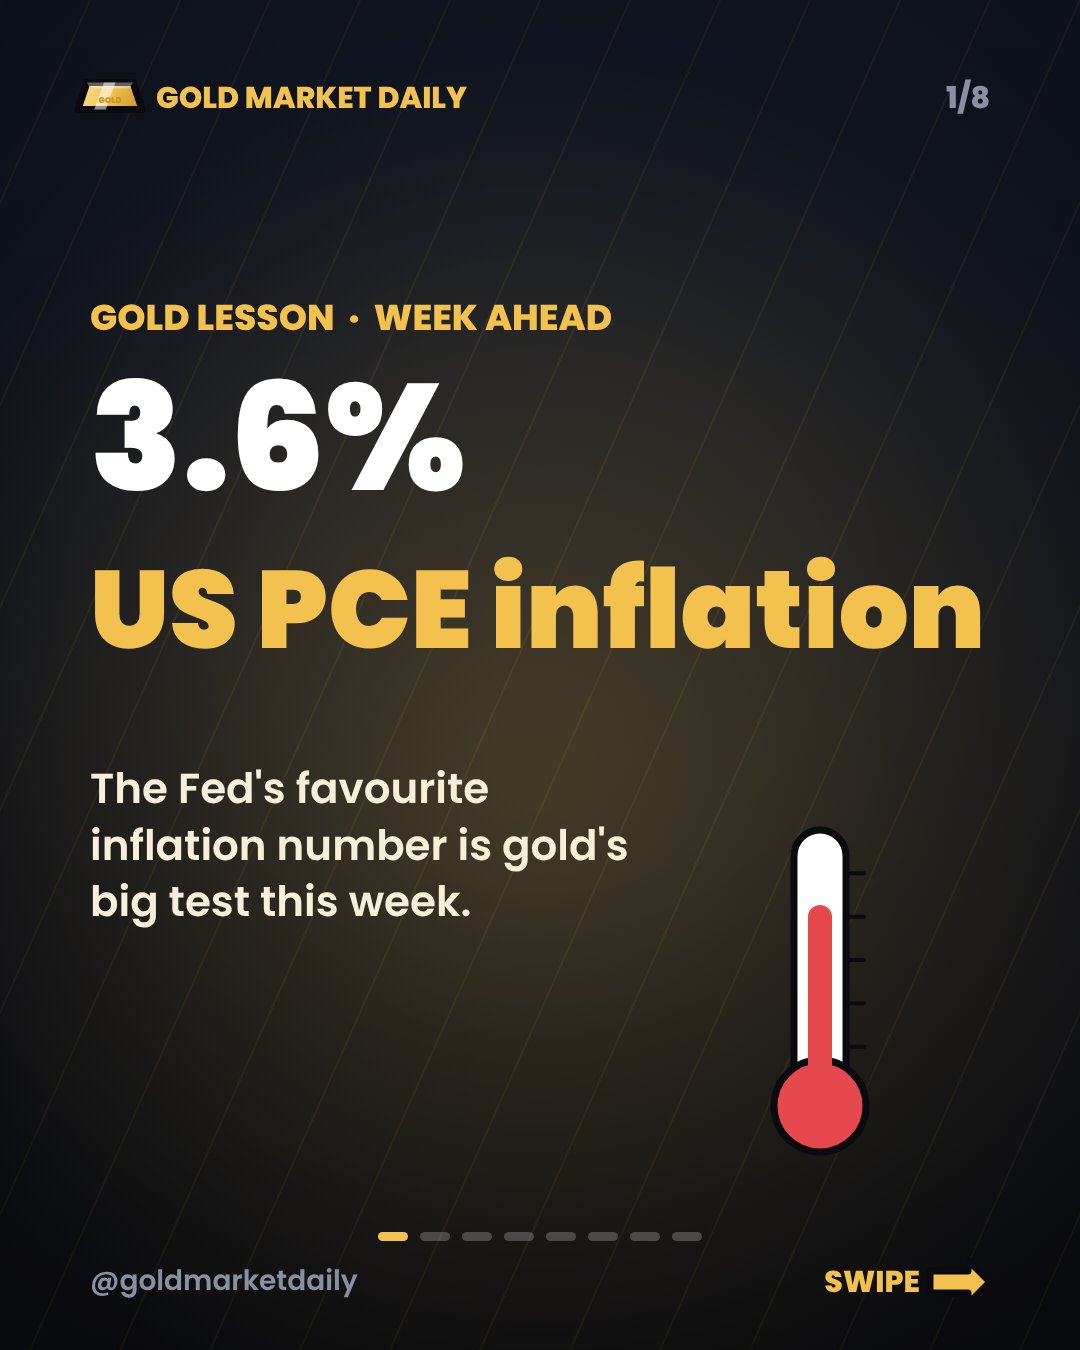 GOLD
GOLD MARKET DAILY
1/8
GOLD LESSON · WEEK AHEAD
3.6%
US PCE inflation
The Fed's favourite
inflation number is gold's
big test this week.
@goldmarketdaily
SWIPE